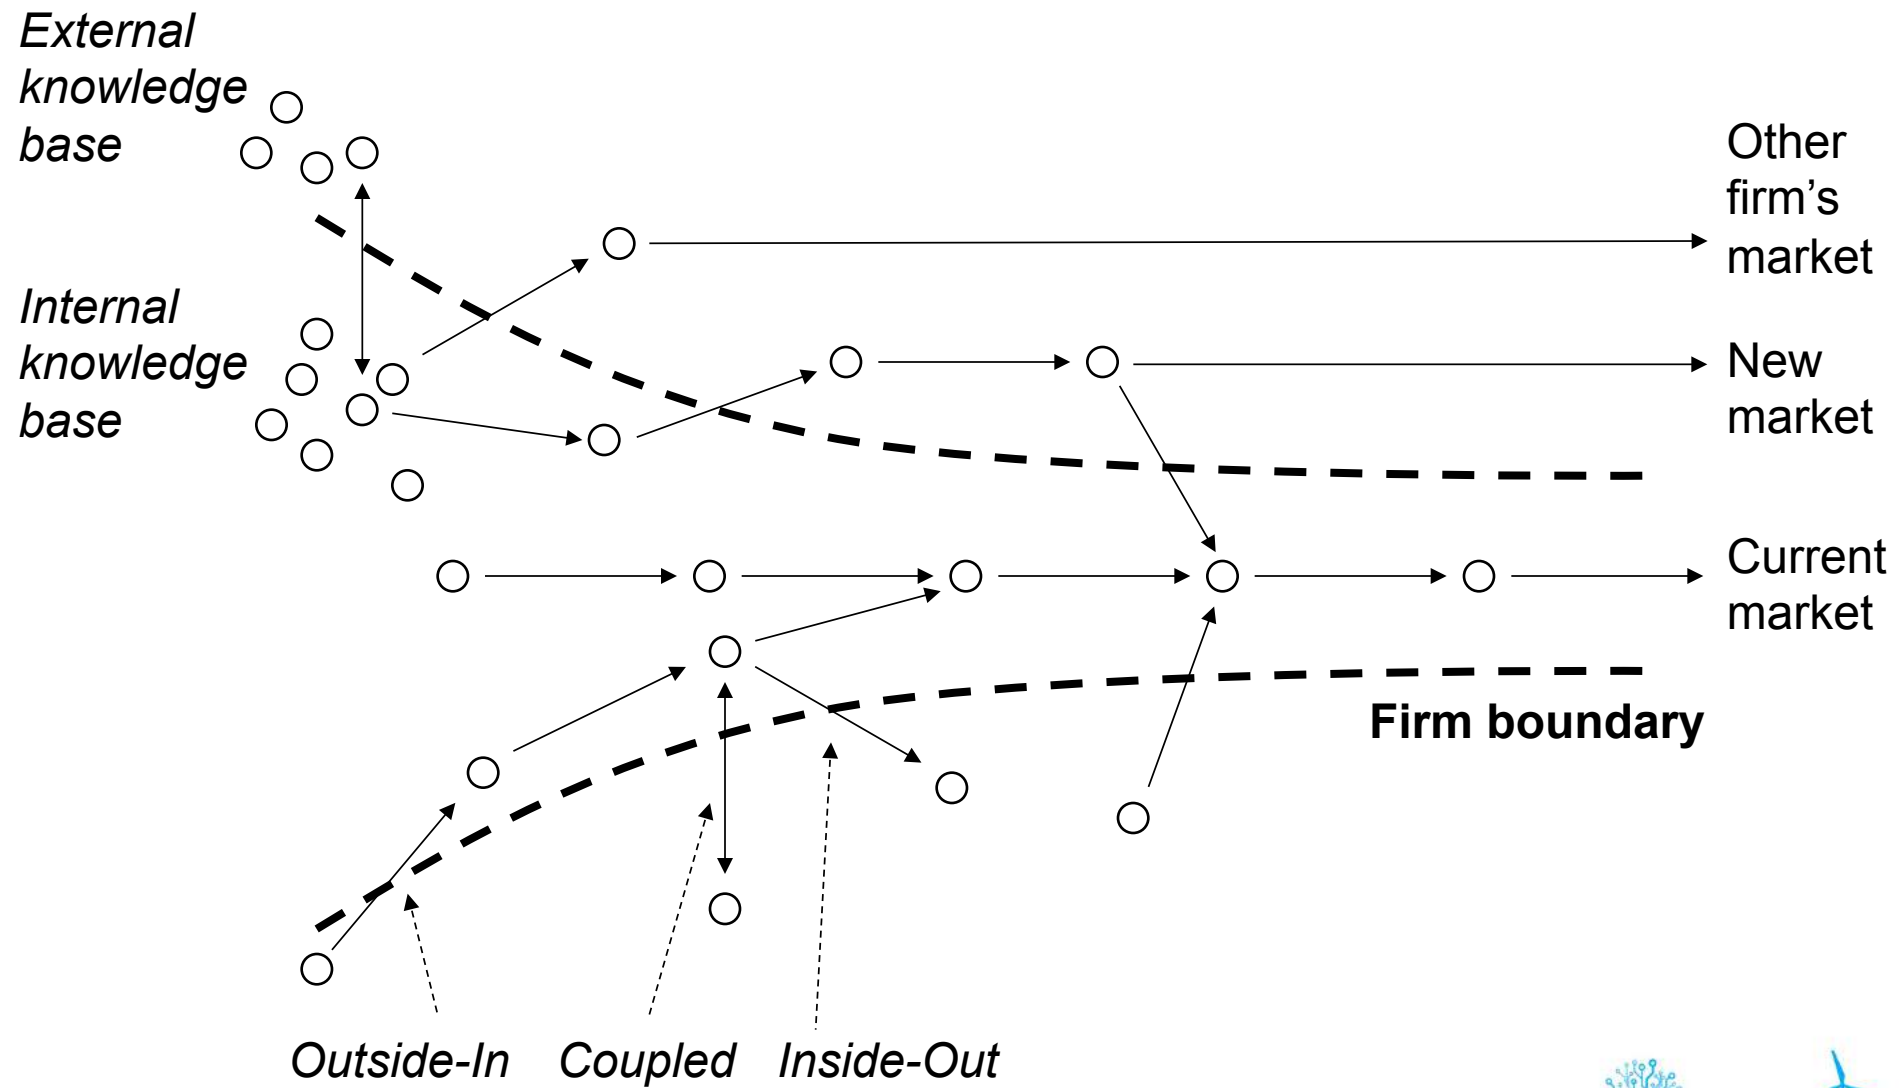 External
knowledge
base
Other
firm’s
market
Internal
knowledge
base
New
market
Current
market
Firm boundary
Outside-In
Coupled
Inside-Out